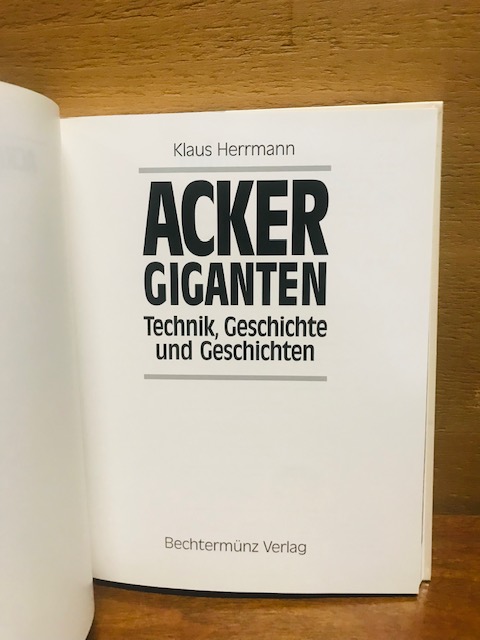 Klaus Herrmann
ACKER
GIGANTEN
Technik, Geschichte
und Geschichten
Bechtermünz Verlag